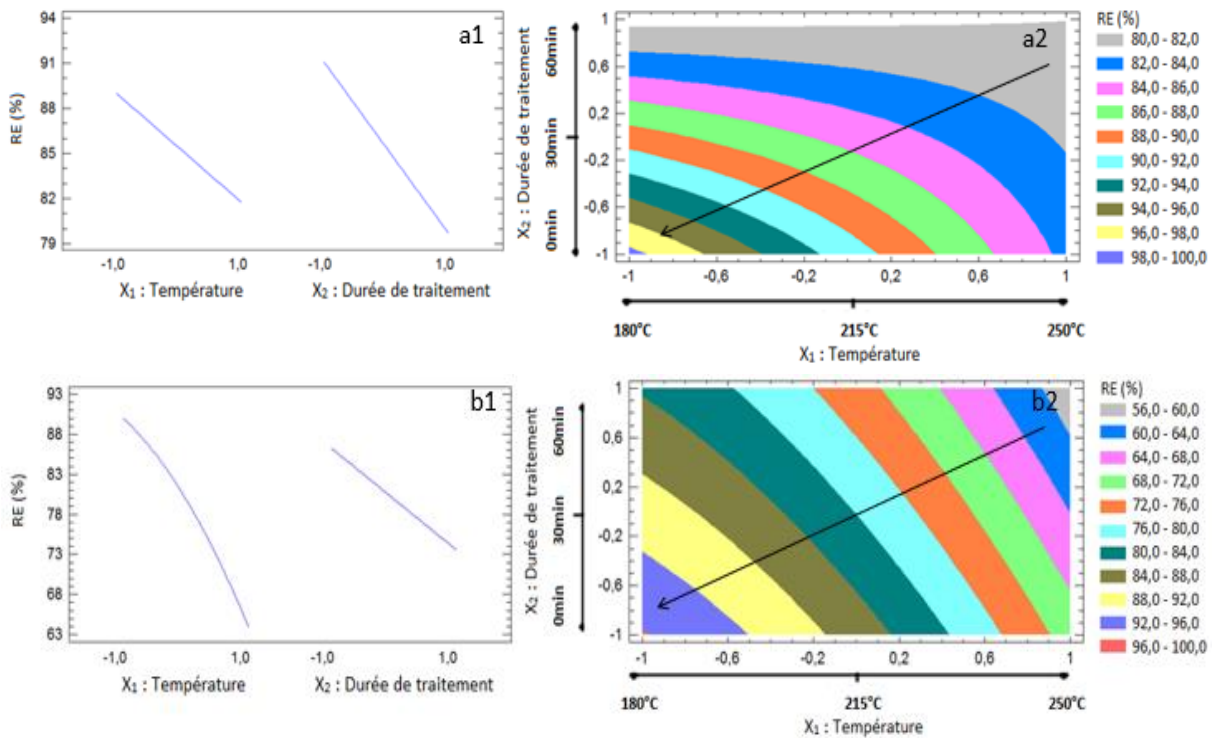 a1
94
91
88
85
82
79
RE (%)
-1,0
1,0
-1,0
1,0
X₁ : Température
X₂ : Durée de traitement
a2
X₂ : Durée de traitement
0min
30min
60min
1
0,6
0,2
-0,2
-0,6
-1
-1
-0,6
-0,2
0,2
0,6
1
180°C
215°C
250°C
X₁ : Température
RE (%)
80,0 - 82,0
82,0 - 84,0
84,0 - 86,0
86,0 - 88,0
88,0 - 90,0
90,0 - 92,0
92,0 - 94,0
94,0 - 96,0
96,0 - 98,0
98,0 - 100,0
b1
93
88
83
78
73
68
63
RE (%)
-1,0
1,0
-1,0
1,0
X₁ : Température
X₂ : Durée de traitement
b2
X₂ : Durée de traitement
0min
30min
60min
1
0,6
0,2
-0,2
-0,6
-1
-1
-0,6
-0,2
0,2
0,6
1
180°C
215°C
250°C
X₁ : Température
RE (%)
56,0 - 60,0
60,0 - 64,0
64,0 - 68,0
68,0 - 72,0
72,0 - 76,0
76,0 - 80,0
80,0 - 84,0
84,0 - 88,0
88,0 - 92,0
92,0 - 96,0
96,0 - 100,0